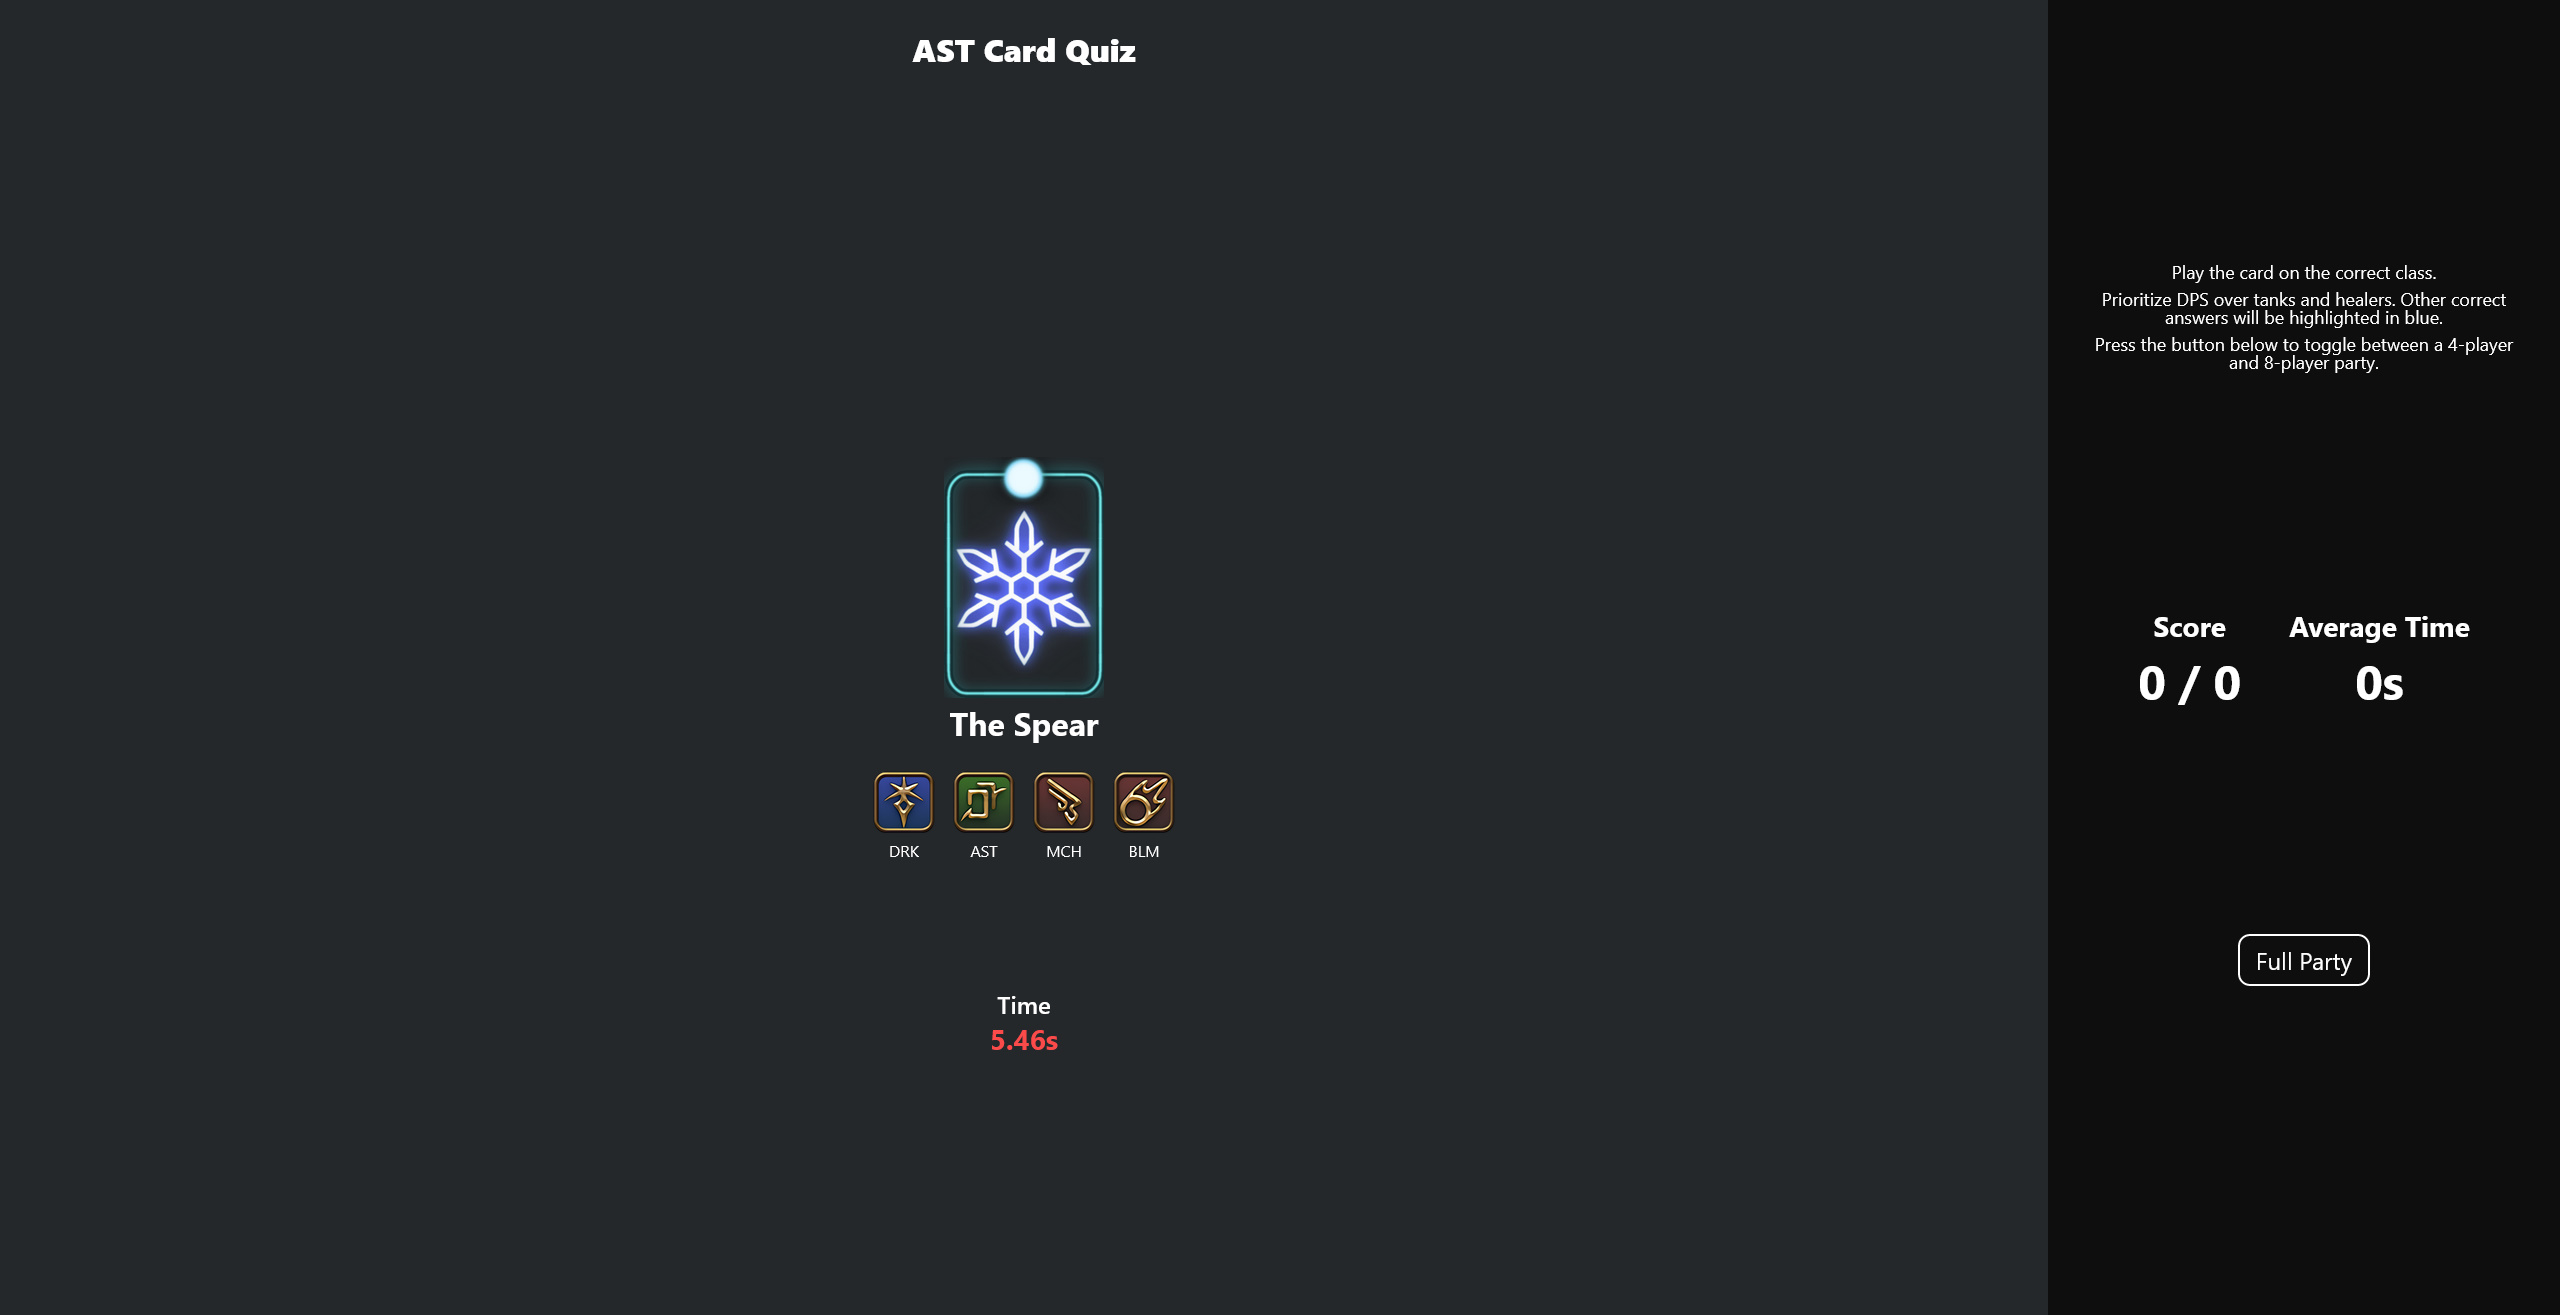 AST Card Quiz
The Spear
DRK AST MCH BLM
Time
5.46s
Play the card on the correct class.
Prioritize DPS over tanks and healers. Other correct
answers will be highlighted in blue.
Press the button below to toggle between a 4-player
and 8-player party.
Score Average Time
0 / 0 0s
Full Party